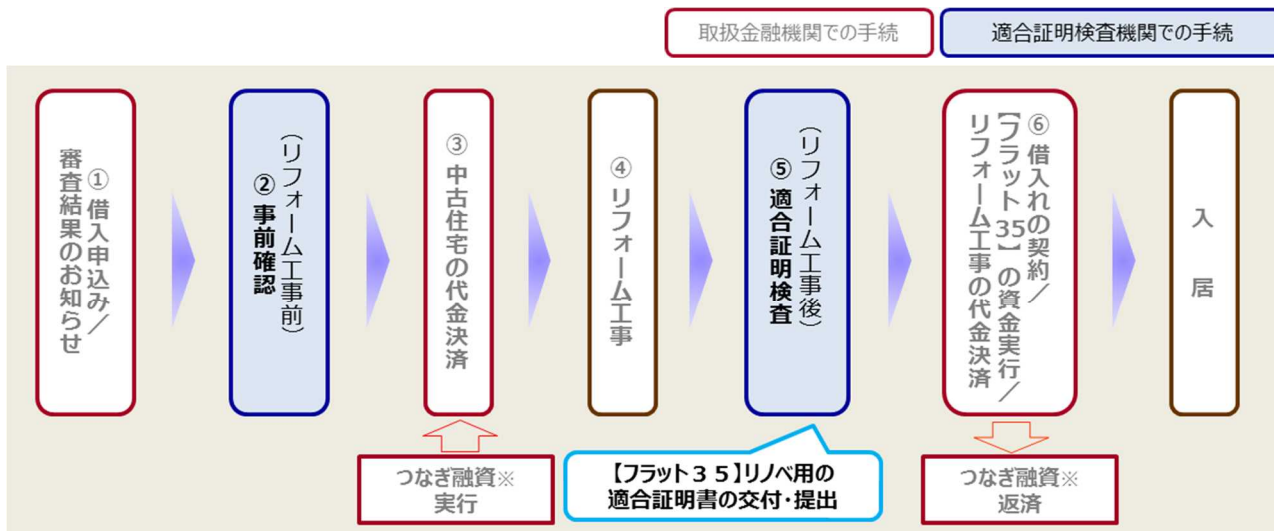 取扱金融機関での手続
適合証明検査機関での手続
①借入申込み／
審査結果のお知らせ
（リフォーム工事前）
②事前確認
③中古住宅の代金決済
④リフォーム工事
（リフォーム工事後）
⑤適合証明検査
⑥借入れの契約／
【フラット35】の資金実行／
リフォーム工事の代金決済
入居
つなぎ融資※
実行
【フラット３５】リノベ用の
適合証明書の交付・提出
つなぎ融資※
返済